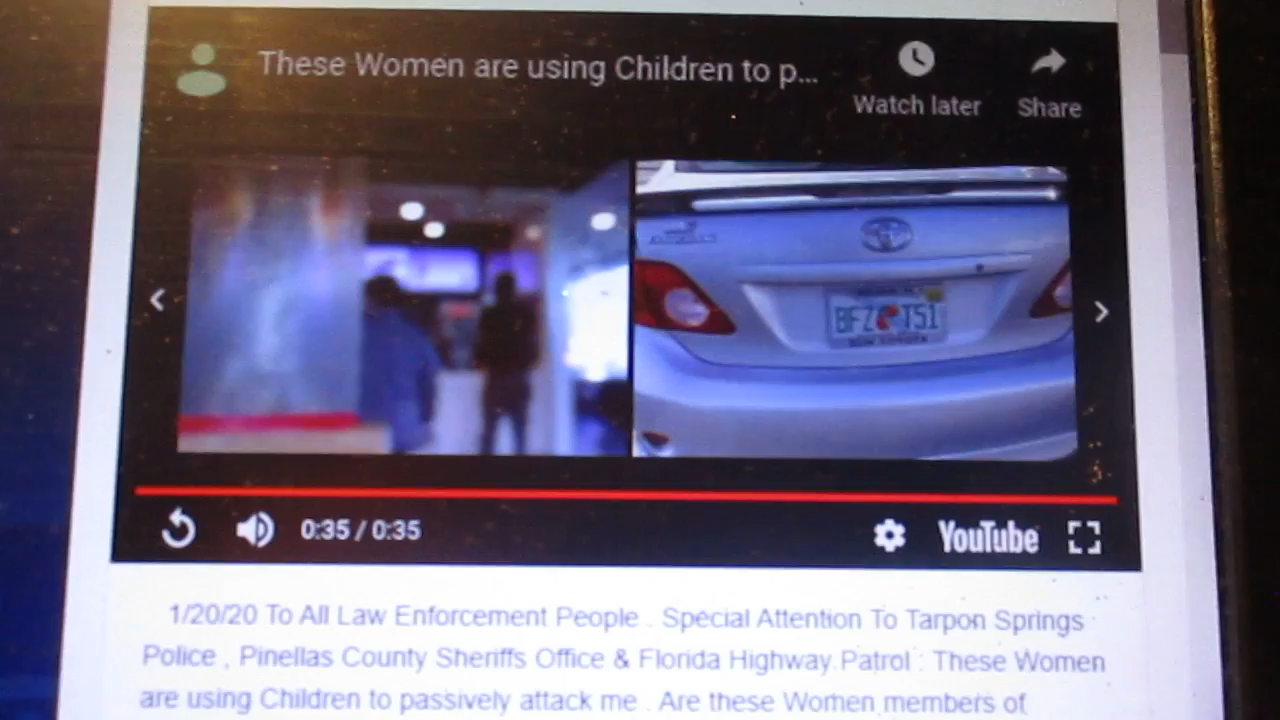 These Women are using Children to p...
Watch later
Share
BFZ T51
0:35 / 0:35
YouTube
1/20/20 To All Law Enforcement People . Special Attention To Tarpon Springs
Police , Pinellas County Sheriffs Office & Florida Highway Patrol : These Women
are using Children to passively attack me . Are these Women members of